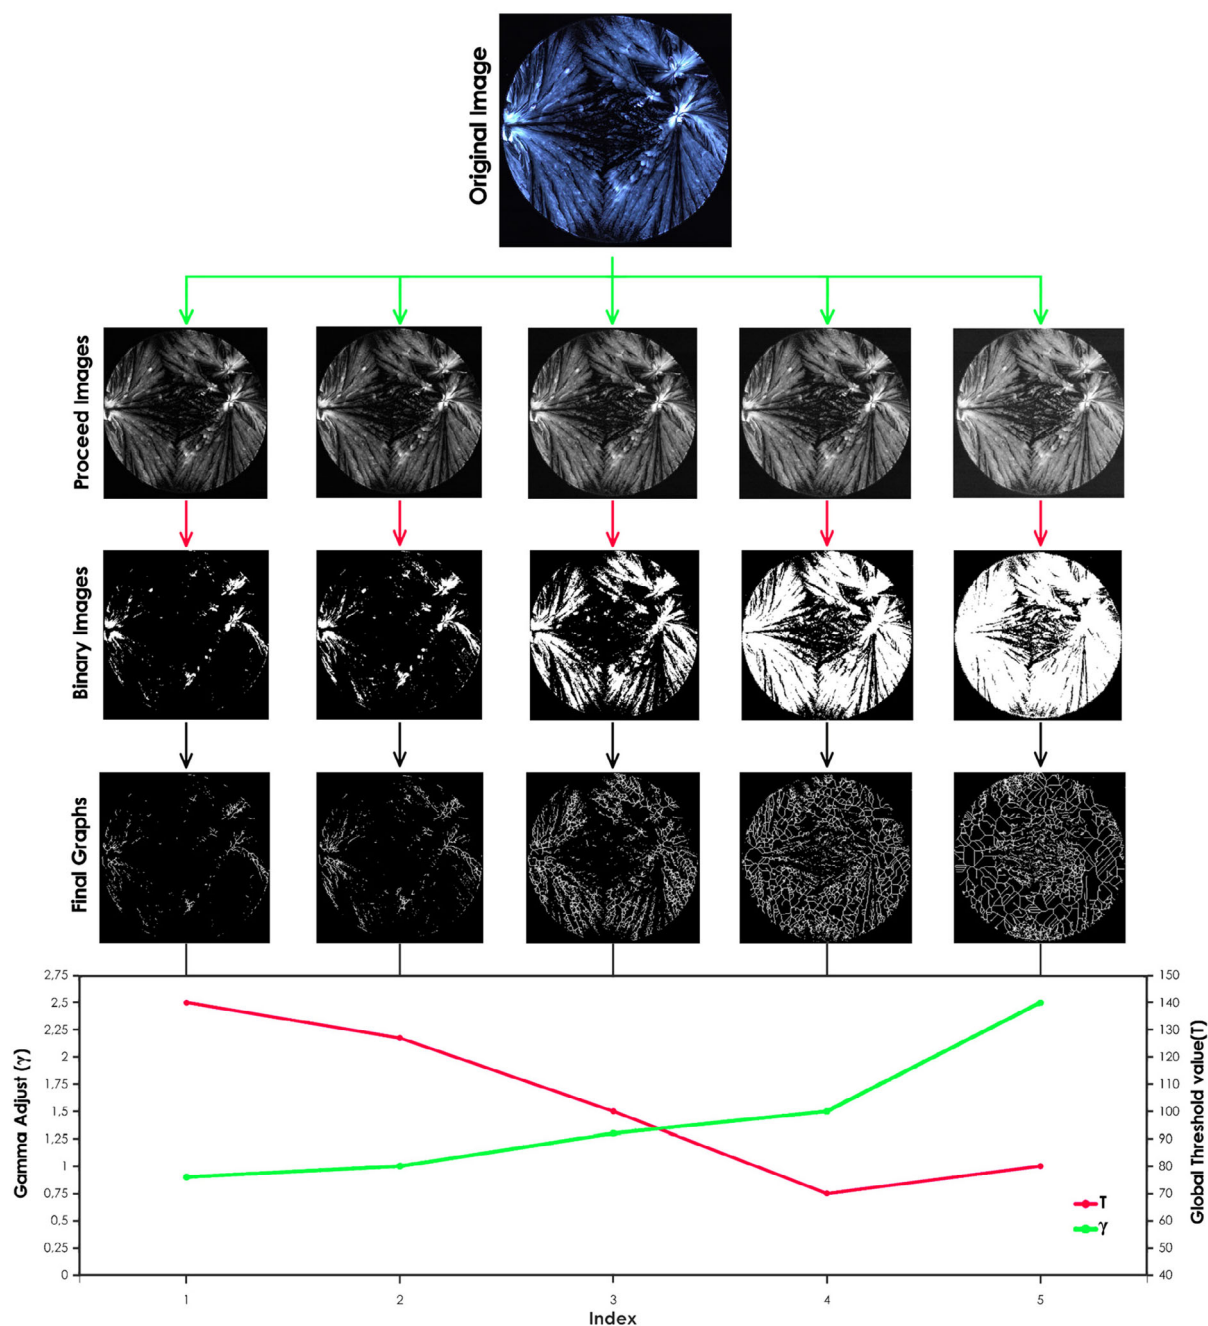 Original Image
Proceed Images
Binary Images
Final Graphs
Gamma Adjust (γ)
2,75
2,5
2,25
2
1,75
1,5
1,25
1
0,75
0,5
0,25
0
150
140
130
120
110
100
90
80
70
60
50
40
Global Threshold value(T)
T
γ
1 2 3 4 5
Index